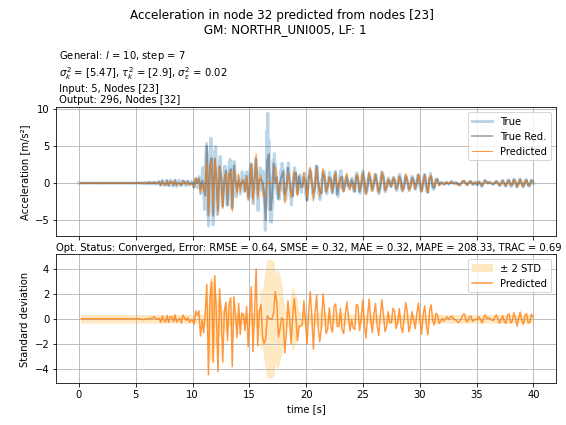 Acceleration in node 32 predicted from nodes [23]
GM: NORTHR_UNI005, LF: 1
General: l = 10, step = 7
σ²ₖ = [5.47], τ²ₖ = [2.9], σ²ε = 0.02
Input: 5, Nodes [23]
Output: 296, Nodes [32]
Acceleration [m/s²]
10
5
0
−5
True
True Red.
Predicted
Opt. Status: Converged, Error: RMSE = 0.64, SMSE = 0.32, MAE = 0.32, MAPE = 208.33, TRAC = 0.69
Standard deviation
4
2
0
−2
−4
± 2 STD
Predicted
0 5 10 15 20 25 30 35 40
time [s]